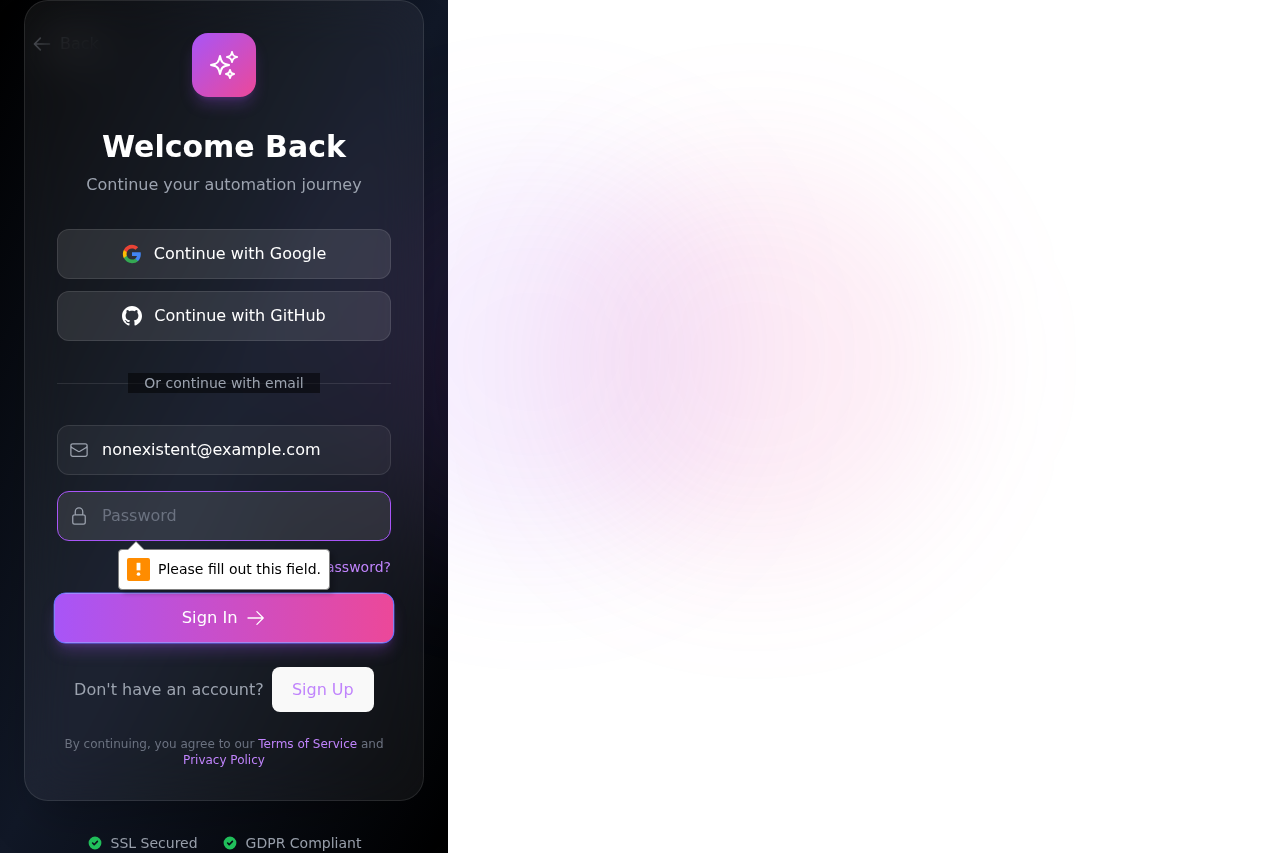 Back
Welcome Back
Continue your automation journey
Continue with Google
Continue with GitHub
Or continue with email
nonexistent@example.com
Password
Please fill out this field.
assword?
Sign In
Don't have an account? Sign Up
By continuing, you agree to our Terms of Service and
Privacy Policy
SSL Secured GDPR Compliant